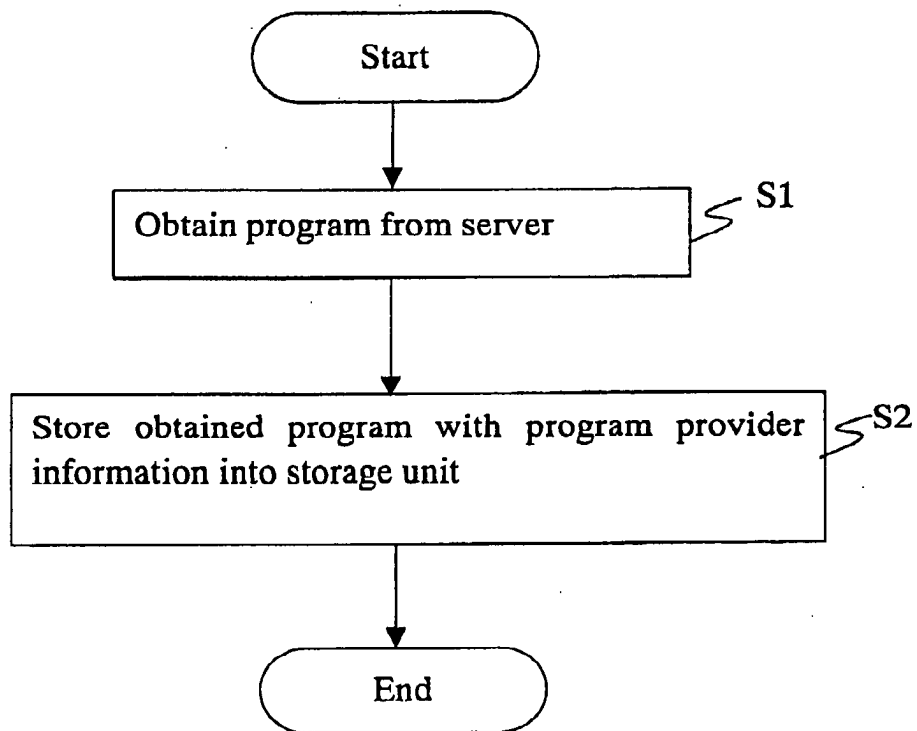 Start
Obtain program from server
S1
Store obtained program with program provider
information into storage unit
S2
End